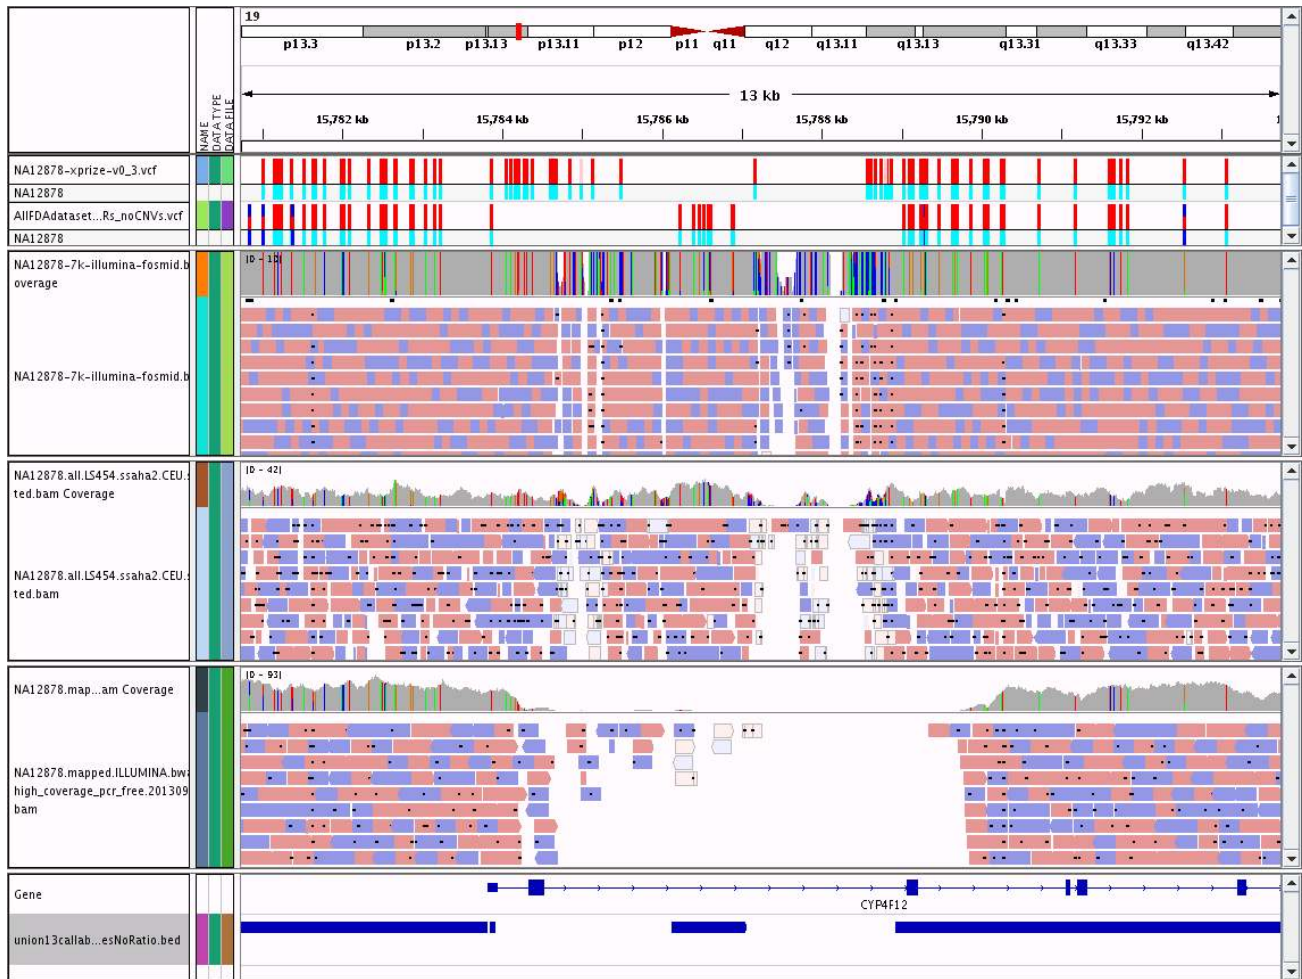 19
p13.3 p13.2 p13.13 p13.11 p12 p11 q11 q12 q13.11 q13.13 q13.31 q13.33 q13.42
13 kb
NAME
DATA TYPE
DATA FILE
15,782 kb 15,784 kb 15,786 kb 15,788 kb 15,790 kb 15,792 kb
NA12878-xprize-v0_3.vcf
NA12878
AllFDAdataset...Rs_noCNVs.vcf
NA12878
NA12878-7k-illumina-fosmid.b
overage
NA12878-7k-illumina-fosmid.b
NA12878.all.LS454.ssaha2.CEU.s
ted.bam Coverage
[0 - 42]
NA12878.all.LS454.ssaha2.CEU.s
ted.bam
NA12878.map...am Coverage
[0 - 93]
NA12878.mapped.ILLUMINA.bwa
high_coverage_pcr_free.201309
bam
Gene
CYP4F12
union13callab...esNoRatio.bed